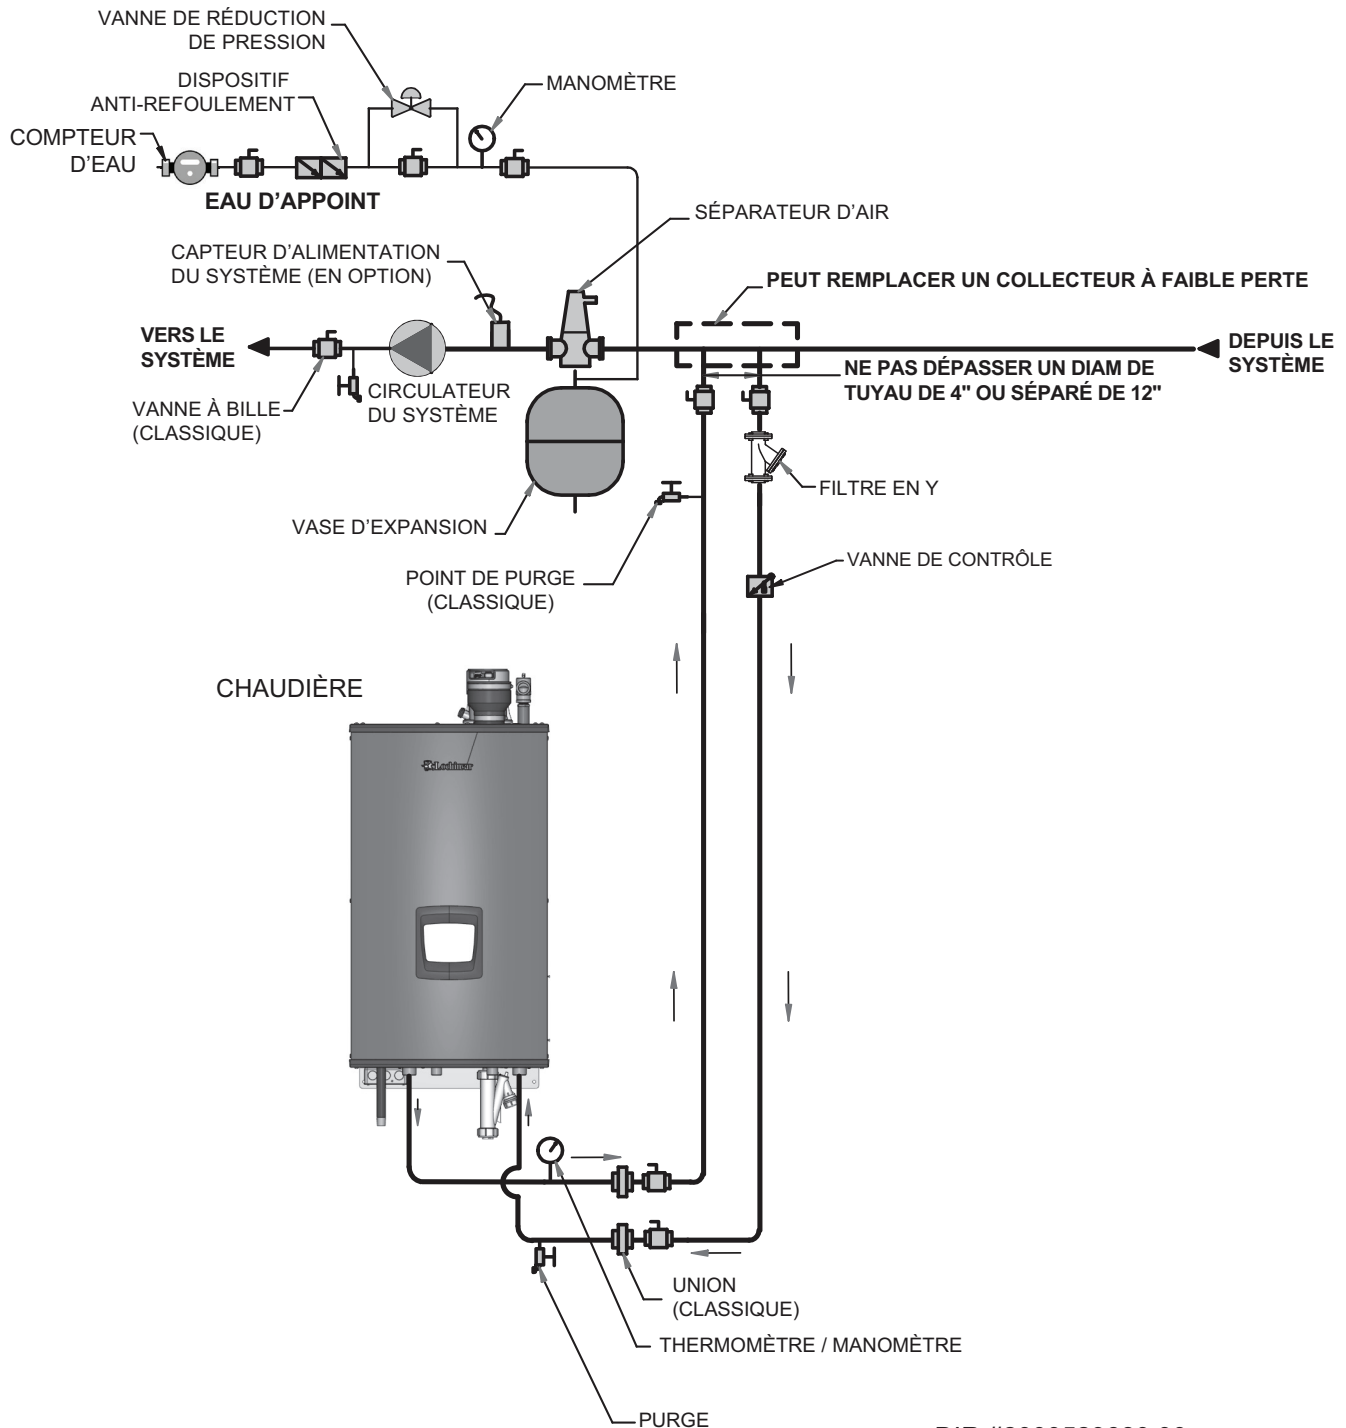 VANNE DE RÉDUCTION
DE PRESSION
DISPOSITIF
ANTI-REFOULEMENT
MANOMÈTRE
COMPTEUR
D'EAU
EAU D'APPOINT
SÉPARATEUR D'AIR
CAPTEUR D'ALIMENTATION
DU SYSTÈME (EN OPTION)
PEUT REMPLACER UN COLLECTEUR À FAIBLE PERTE
VERS LE
SYSTÈME
DEPUIS LE
SYSTÈME
NE PAS DÉPASSER UN DIAM DE
TUYAU DE 4" OU SÉPARÉ DE 12"
CIRCULATEUR
DU SYSTÈME
VANNE À BILLE
(CLASSIQUE)
FILTRE EN Y
VASE D'EXPANSION
VANNE DE CONTRÔLE
POINT DE PURGE
(CLASSIQUE)
CHAUDIÈRE
Lochinvar
UNION
(CLASSIQUE)
THERMOMÈTRE / MANOMÈTRE
PURGE